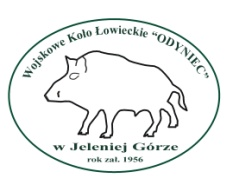 Wojskowe Koło Łowieckie "ODYNIEC"
w Jeleniej Górze
rok zał. 1956